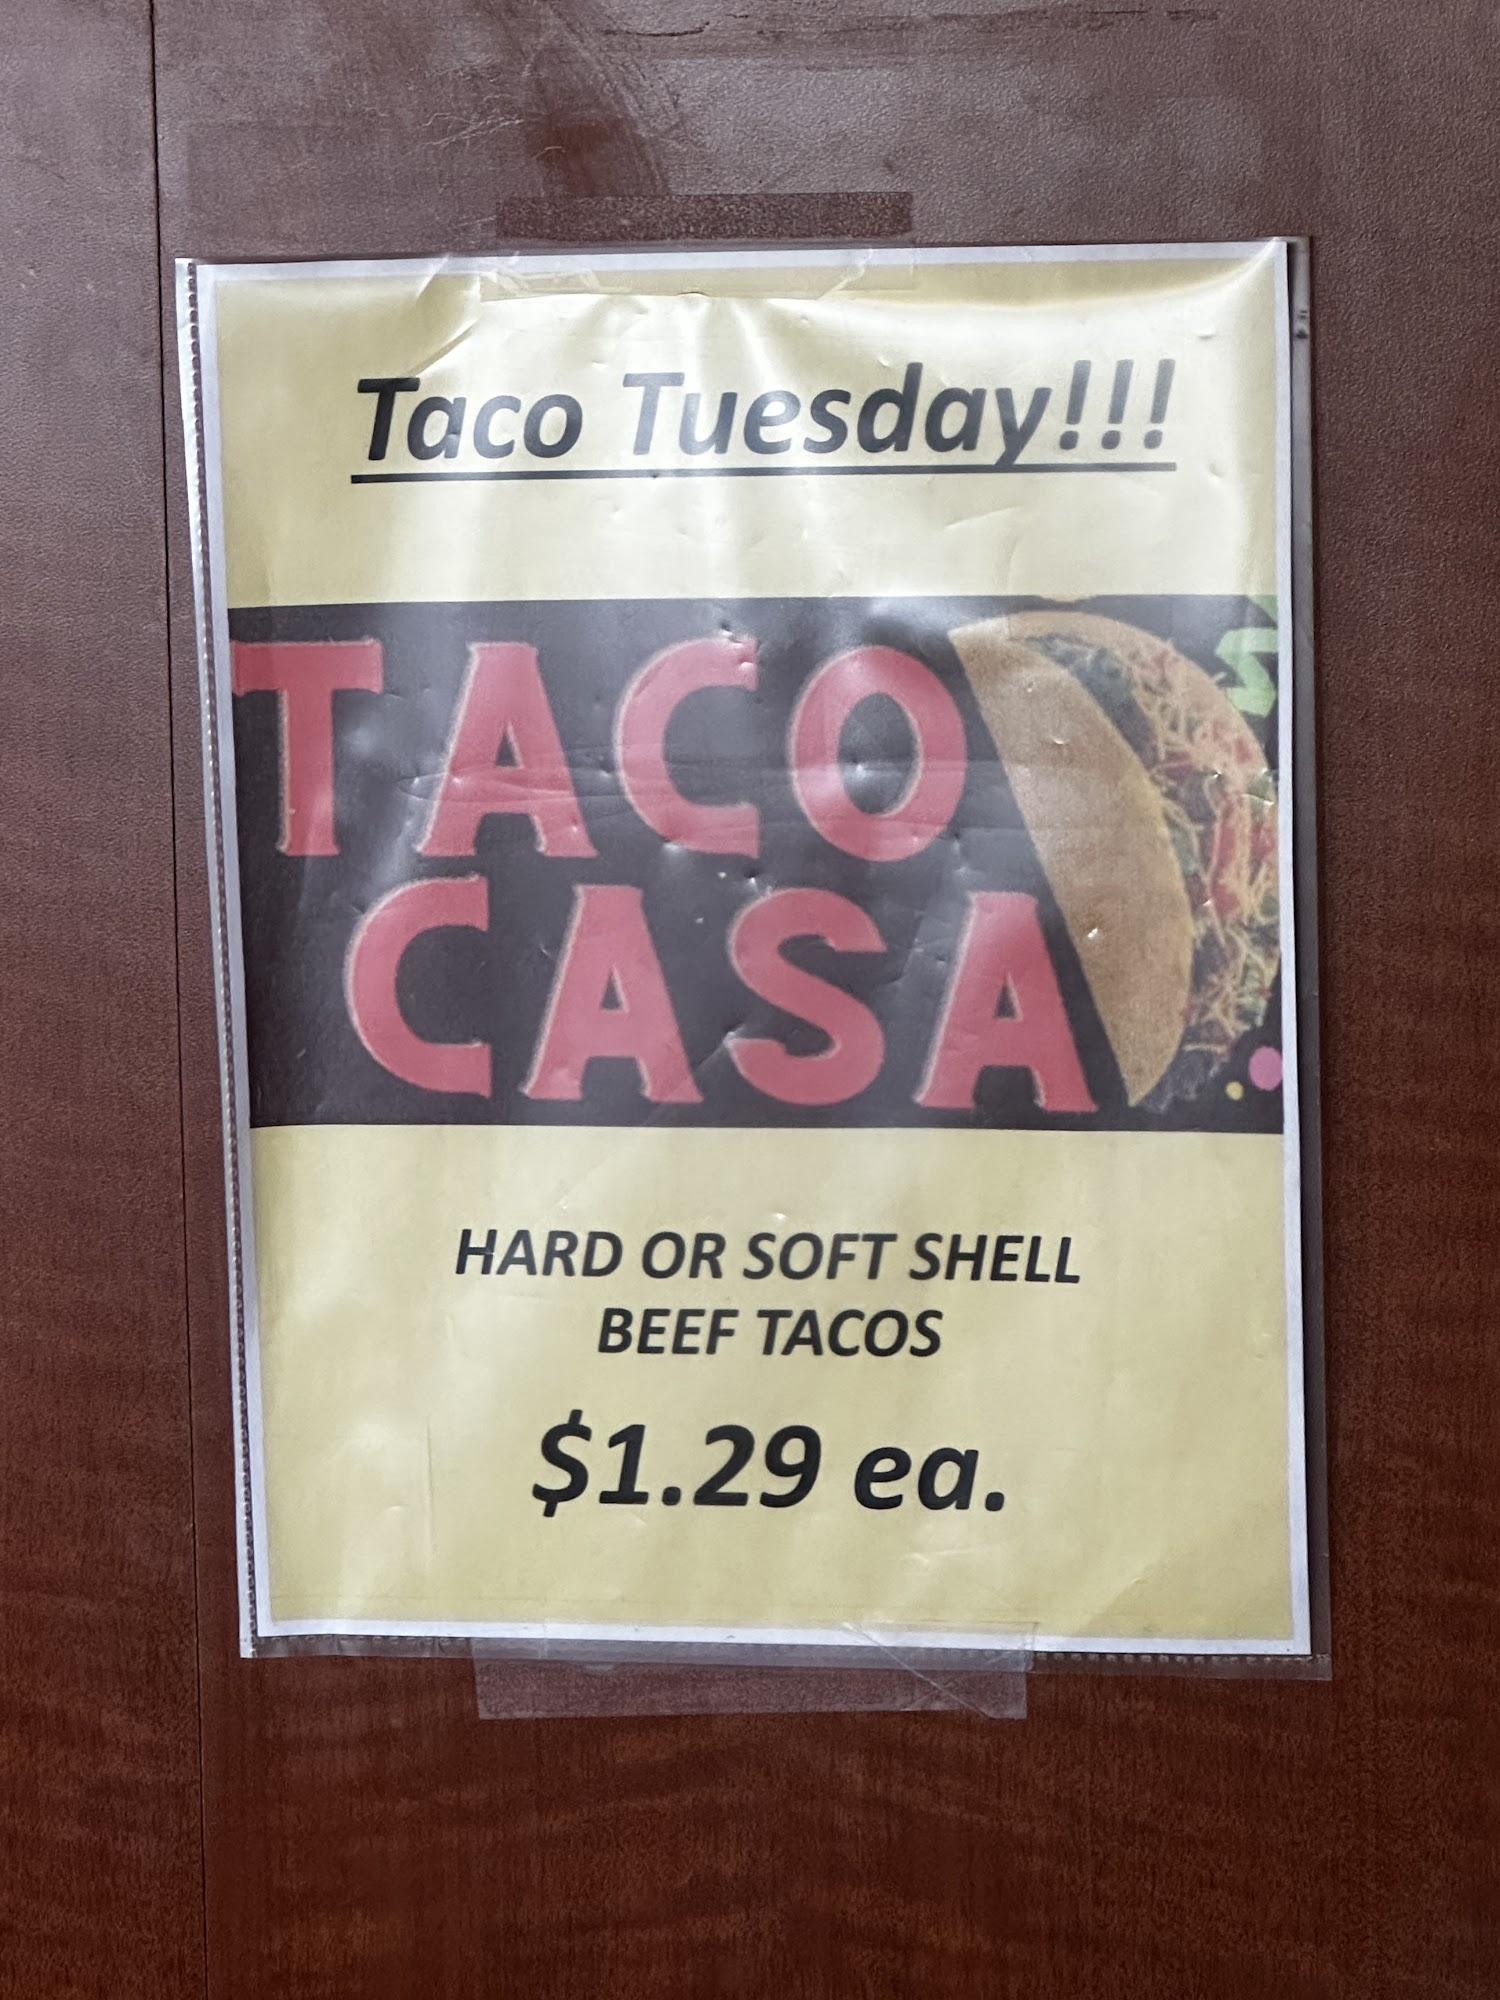 Taco Tuesday!!!
TACO
CASA
HARD OR SOFT SHELL
BEEF TACOS
$1.29 ea.